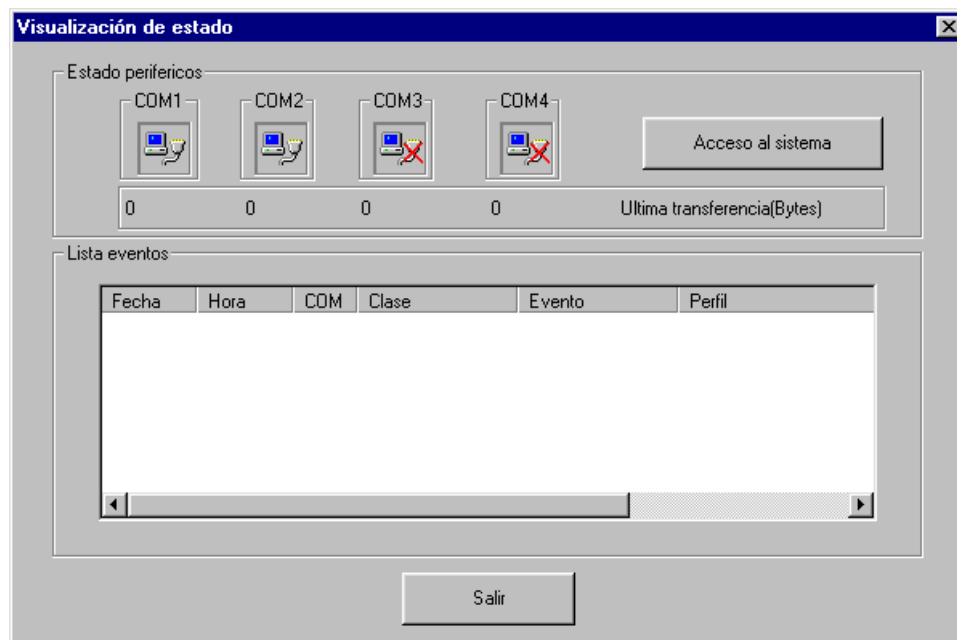 Visualización de estado
Estado perifericos
COM1 COM2 COM3 COM4
Acceso al sistema
0 0 0 0 Ultima transferencia(Bytes)
Lista eventos
Fecha Hora COM Clase Evento Perfil
Salir